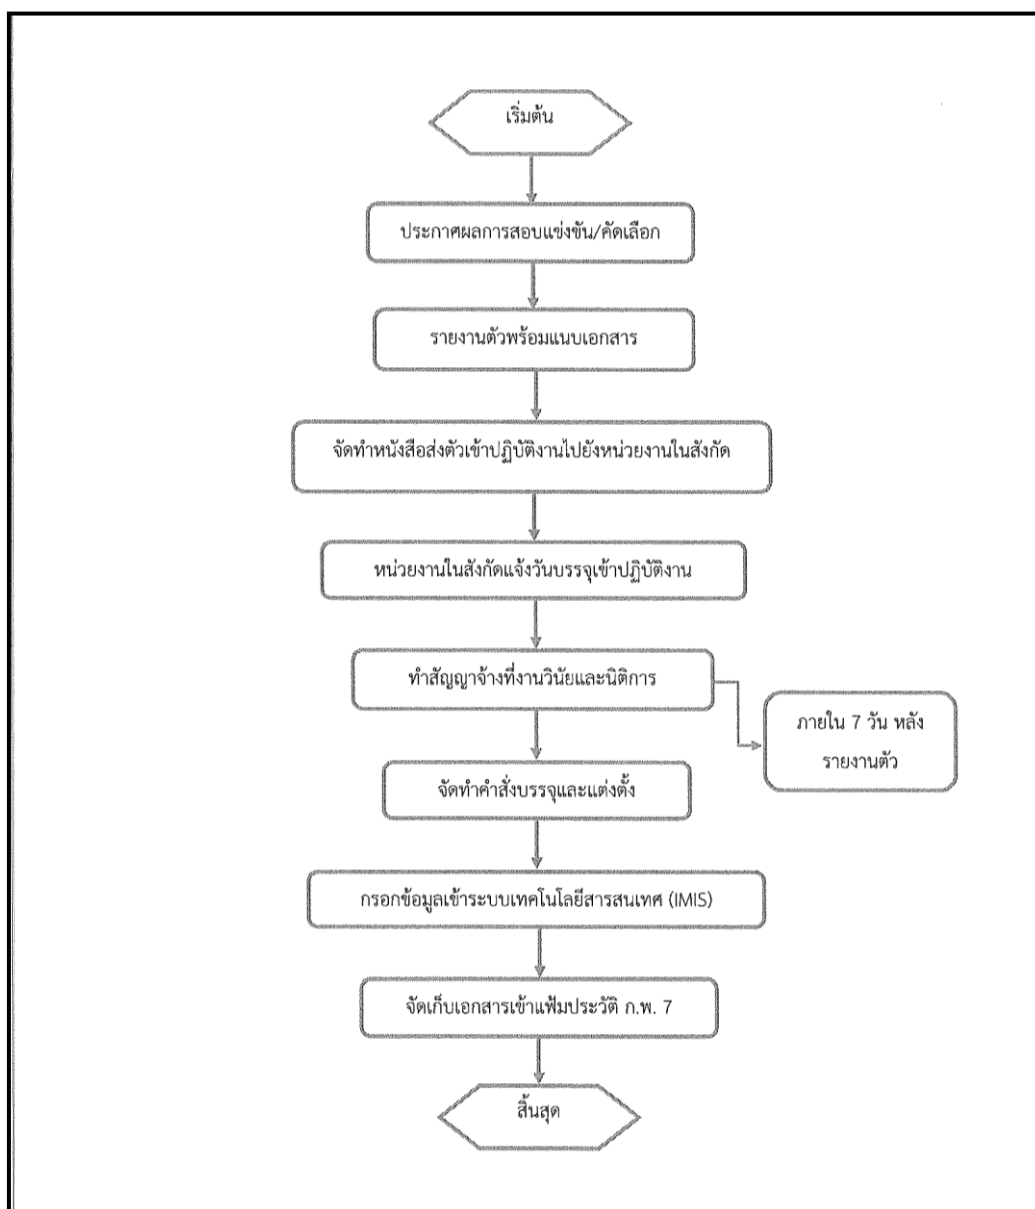 เริ่มต้น
ประกาศผลการสอบแข่งขัน/คัดเลือก
รายงานตัวพร้อมแนบเอกสาร
จัดทำหนังสือส่งตัวเข้าปฏิบัติงานไปยังหน่วยงานในสังกัด
หน่วยงานในสังกัดแจ้งวันบรรจุเข้าปฏิบัติงาน
ทำสัญญาจ้างที่งานวินัยและนิติการ
ภายใน 7 วัน หลัง
รายงานตัว
จัดทำคำสั่งบรรจุและแต่งตั้ง
กรอกข้อมูลเข้าระบบเทคโนโลยีสารสนเทศ (IMIS)
จัดเก็บเอกสารเข้าแฟ้มประวัติ ก.พ. 7
สิ้นสุด